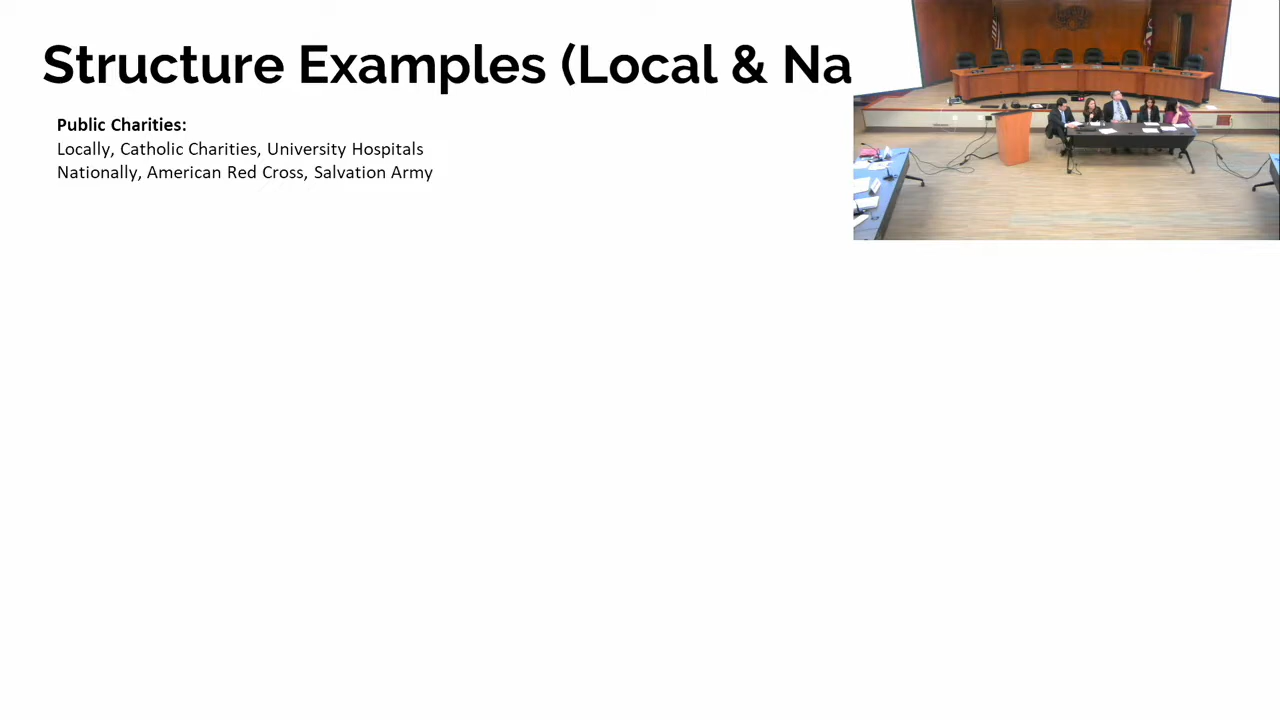 Structure Examples (Local & Na
Public Charities:
Locally, Catholic Charities, University Hospitals
Nationally, American Red Cross, Salvation Army